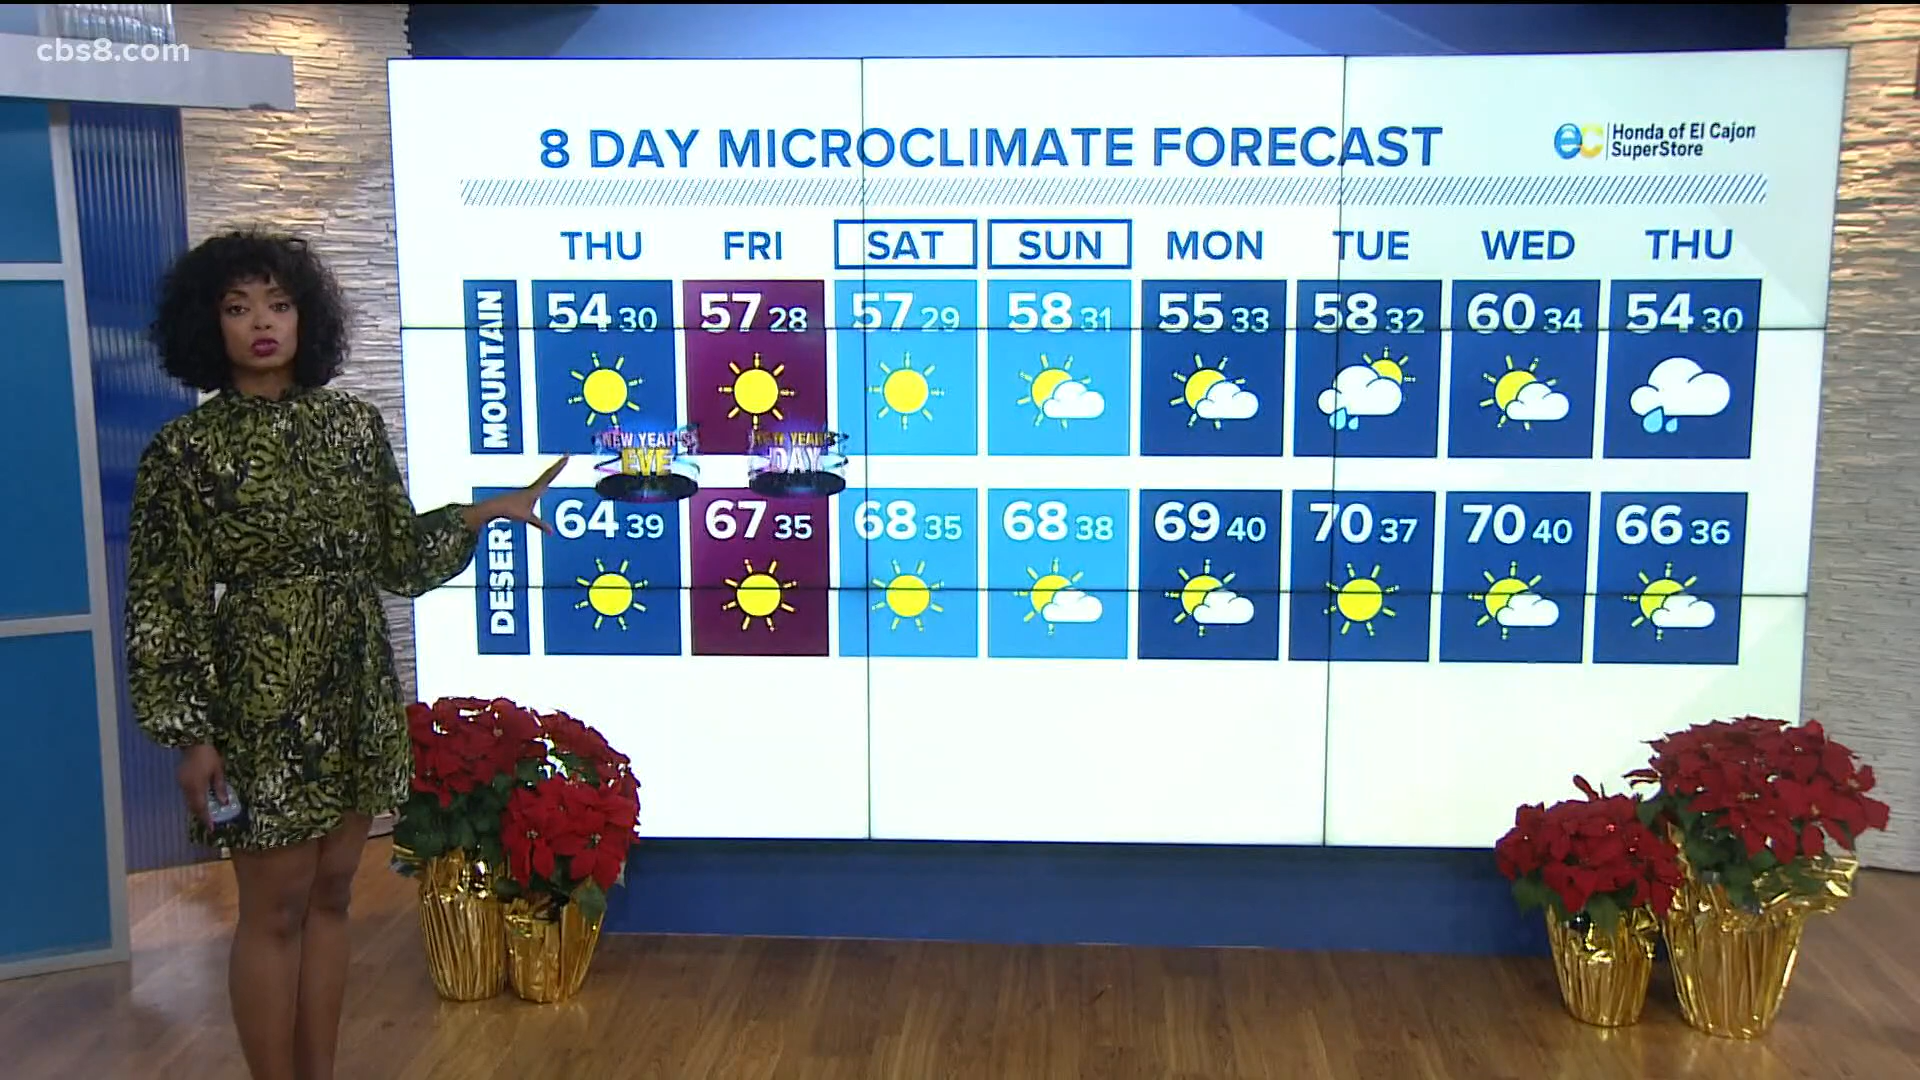 cbs8.com
8 DAY MICROCLIMATE FORECAST
Honda of El Cajon
SuperStore
THU FRI SAT SUN MON TUE WED THU
MOUNTAIN
54 30 57 28 57 29 58 31 55 33 58 32 60 34 54 30
NEW YEAR'S
EVE
NEW YEAR'S
DAY
DESERT
64 39 67 35 68 35 68 38 69 40 70 37 70 40 66 36